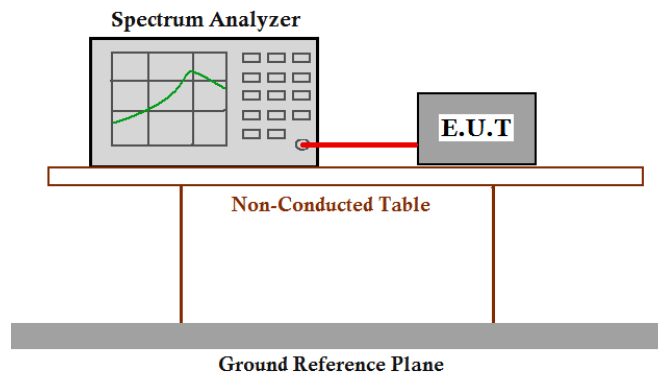 Spectrum Analyzer
E.U.T
Non-Conducted Table
Ground Reference Plane